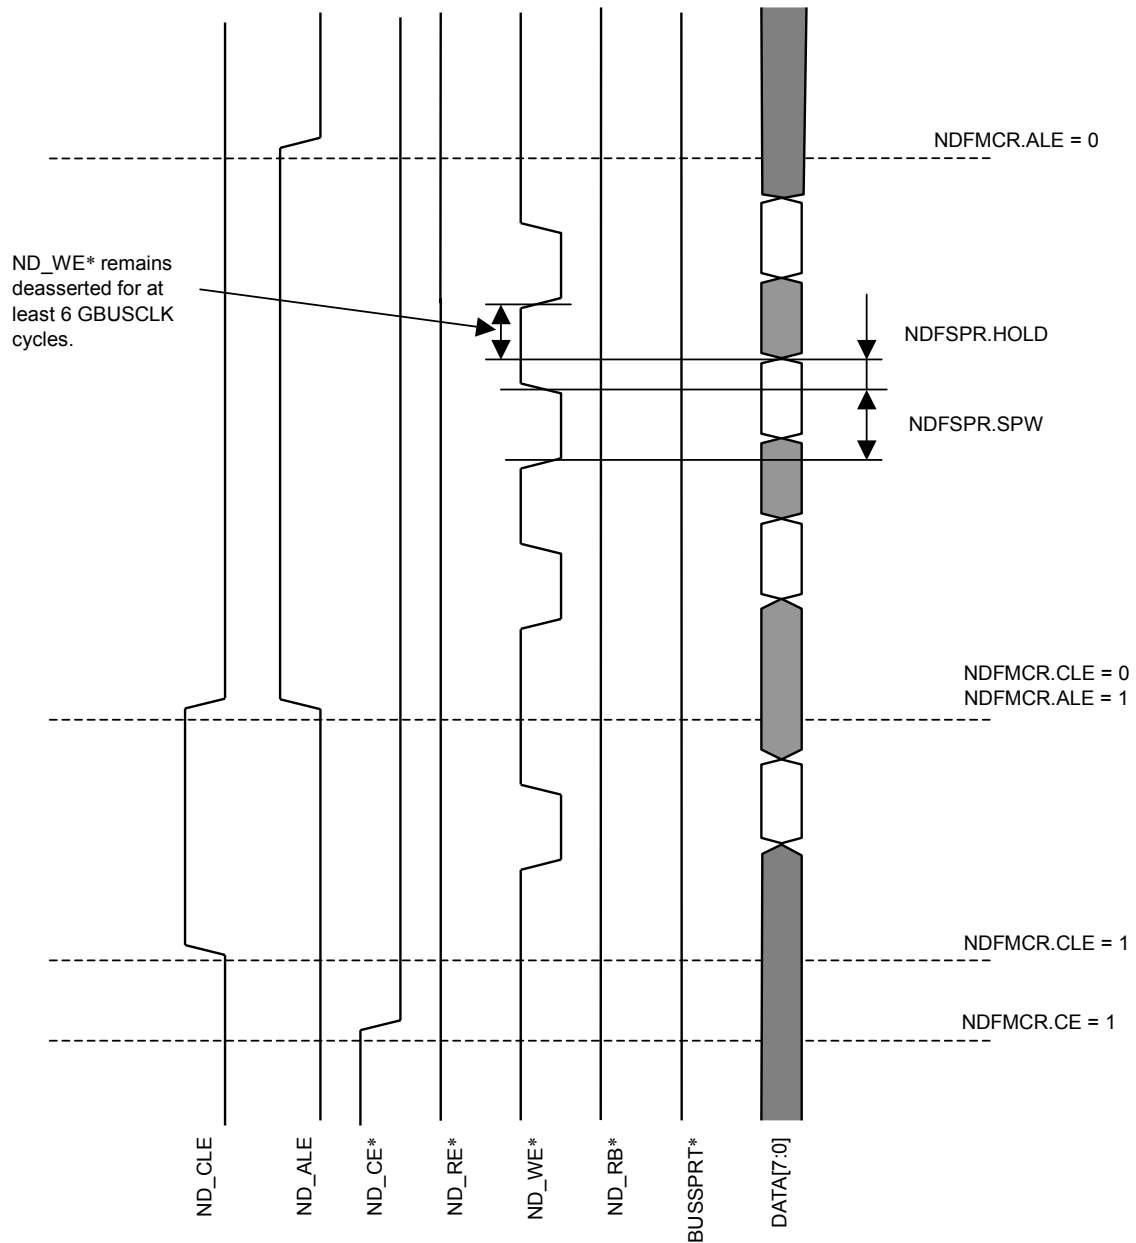 NDFMCR.ALE = 0
ND_WE* remains
deasserted for at
least 6 GBUSCLK
cycles.
NDFSPR.HOLD
NDFSPR.SPW
NDFMCR.CLE = 0
NDFMCR.ALE = 1
NDFMCR.CLE = 1
NDFMCR.CE = 1
ND_CLE
ND_ALE
ND_CE*
ND_RE*
ND_WE*
ND_RB*
BUSSPRT*
DATA[7:0]